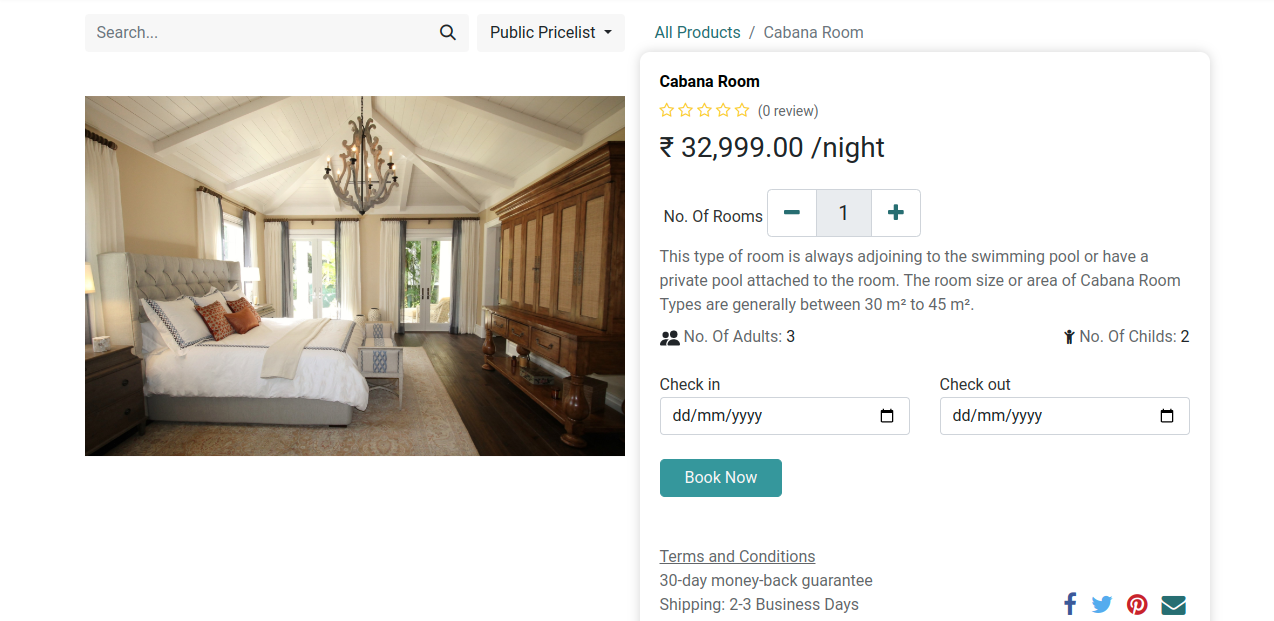 Search...
Public Pricelist
All Products / Cabana Room
Cabana Room
(0 review)
₹ 32,999.00 /night
No. Of Rooms
1
This type of room is always adjoining to the swimming pool or have a
private pool attached to the room. The room size or area of Cabana Room
Types are generally between 30 m² to 45 m².
No. Of Adults: 3
No. Of Childs: 2
Check in
Check out
dd/mm/yyyy
dd/mm/yyyy
Book Now
Terms and Conditions
30-day money-back guarantee
Shipping: 2-3 Business Days